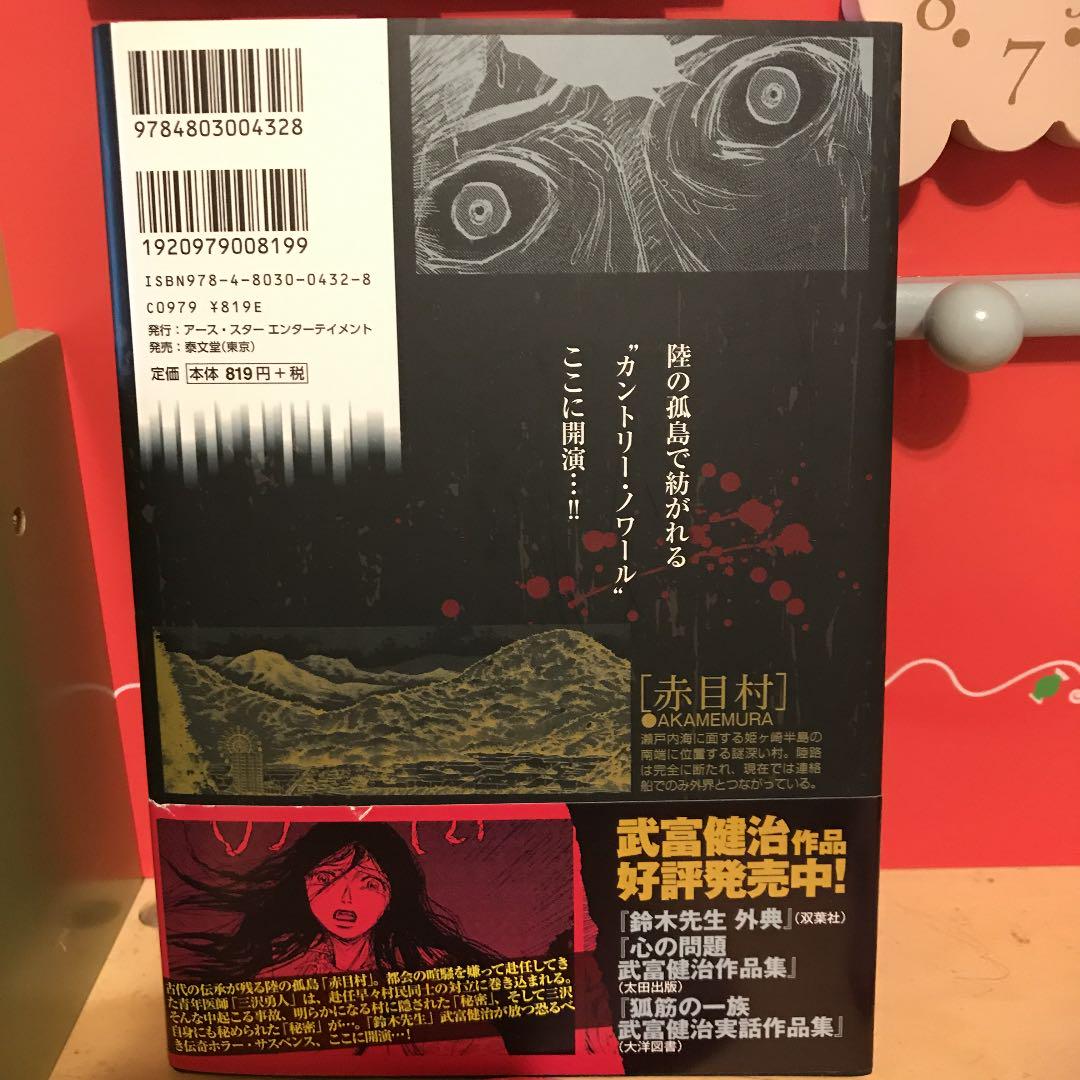 8
7
9784803004328
1920979008199
ISBN978-4-8030-0432-8
C0979 ¥819E
発行：アース・スター エンターテイメント
発売：泰文堂(東京)
定価 本体 819円+税
陸の孤島で紡がれる
"カントリー・ノワール"
ここに開演…!!
[赤目村]
●AKAMEMURA
瀬戸内海に面する姫ヶ崎半島の
南端に位置する謎深い村。陸路
は完全に断たれ、現在では連絡
船でのみ外界とつながっている。
古代の伝承が残る陸の孤島「赤目村」。都会の喧騒を嫌って赴任してき
た青年医師「三沢勇人」は、赴任早々村民同士の対立に巻き込まれる。
そんな中起こる事故、明らかになる村に隠された「秘密」、そして三沢
自身にも秘められた「秘密」が…。『鈴木先生』武富健治が放つ恐るべ
き伝奇ホラー・サスペンス、ここに開演…！
武富健治作品
好評発売中!
『鈴木先生 外典』(双葉社)
『心の問題
武富健治作品集』
(太田出版)
『狐筋の一族
武富健治実話作品集』
(大洋図書)